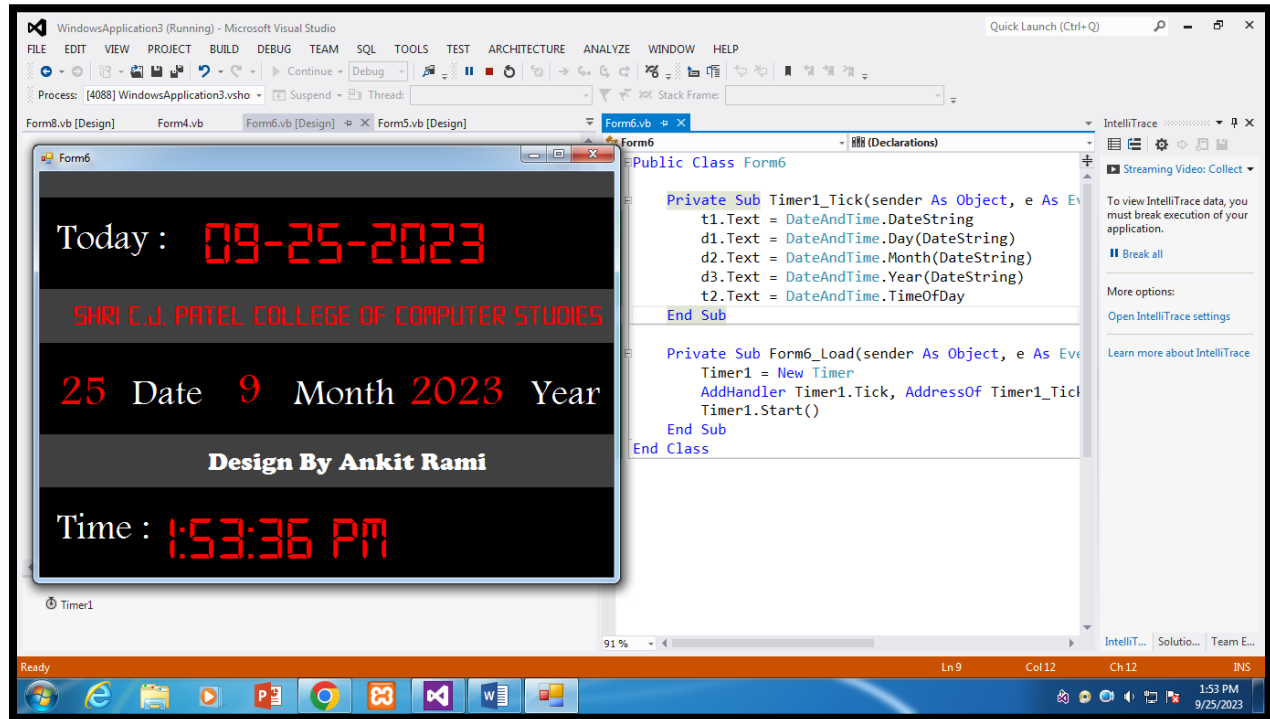 WindowsApplication3 (Running) - Microsoft Visual Studio
Quick Launch (Ctrl+Q)
FILE EDIT VIEW PROJECT BUILD DEBUG TEAM SQL TOOLS TEST ARCHITECTURE ANALYZE WINDOW HELP
Continue Debug
Process: [4088] WindowsApplication3.vsho Suspend Thread: Stack Frame:
Form8.vb [Design] Form4.vb Form6.vb [Design] Form5.vb [Design]
Form6
Today : 09-25-2023
SHRI C.J. PATEL COLLEGE OF COMPUTER STUDIES
25 Date 9 Month 2023 Year
Design By Ankit Rami
Time : 1:53:36 PM
Timer1
Form6.vb
Form6 (Declarations)
Public Class Form6
Private Sub Timer1_Tick(sender As Object, e As Ev
t1.Text = DateAndTime.DateString
d1.Text = DateAndTime.Day(DateString)
d2.Text = DateAndTime.Month(DateString)
d3.Text = DateAndTime.Year(DateString)
t2.Text = DateAndTime.TimeOfDay
End Sub
Private Sub Form6_Load(sender As Object, e As Eve
Timer1 = New Timer
AddHandler Timer1.Tick, AddressOf Timer1_Tick
Timer1.Start()
End Sub
End Class
91 %
IntelliTrace
Streaming Video: Collect
To view IntelliTrace data, you
must break execution of your
application.
Break all
More options:
Open IntelliTrace settings
Learn more about IntelliTrace
IntelliT... Solutio... Team E...
Ready Ln 9 Col 12 Ch 12 INS
1:53 PM
9/25/2023